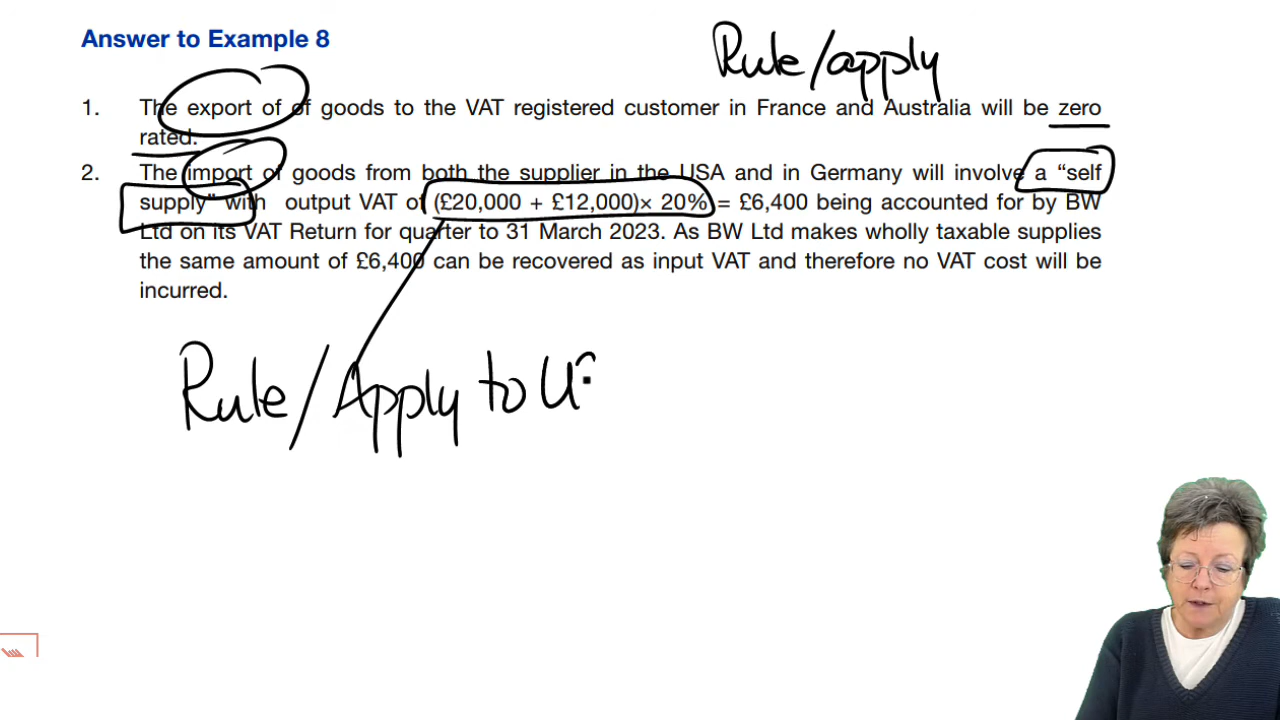 Answer to Example 8
Rule/apply
1. The export of of goods to the VAT registered customer in France and Australia will be zero
rated.
2. The import of goods from both the supplier in the USA and in Germany will involve a “self
supply” with output VAT of (£20,000 + £12,000)× 20% = £6,400 being accounted for by BW
Ltd on its VAT Return for quarter to 31 March 2023. As BW Ltd makes wholly taxable supplies
the same amount of £6,400 can be recovered as input VAT and therefore no VAT cost will be
incurred.
Rule/Apply to